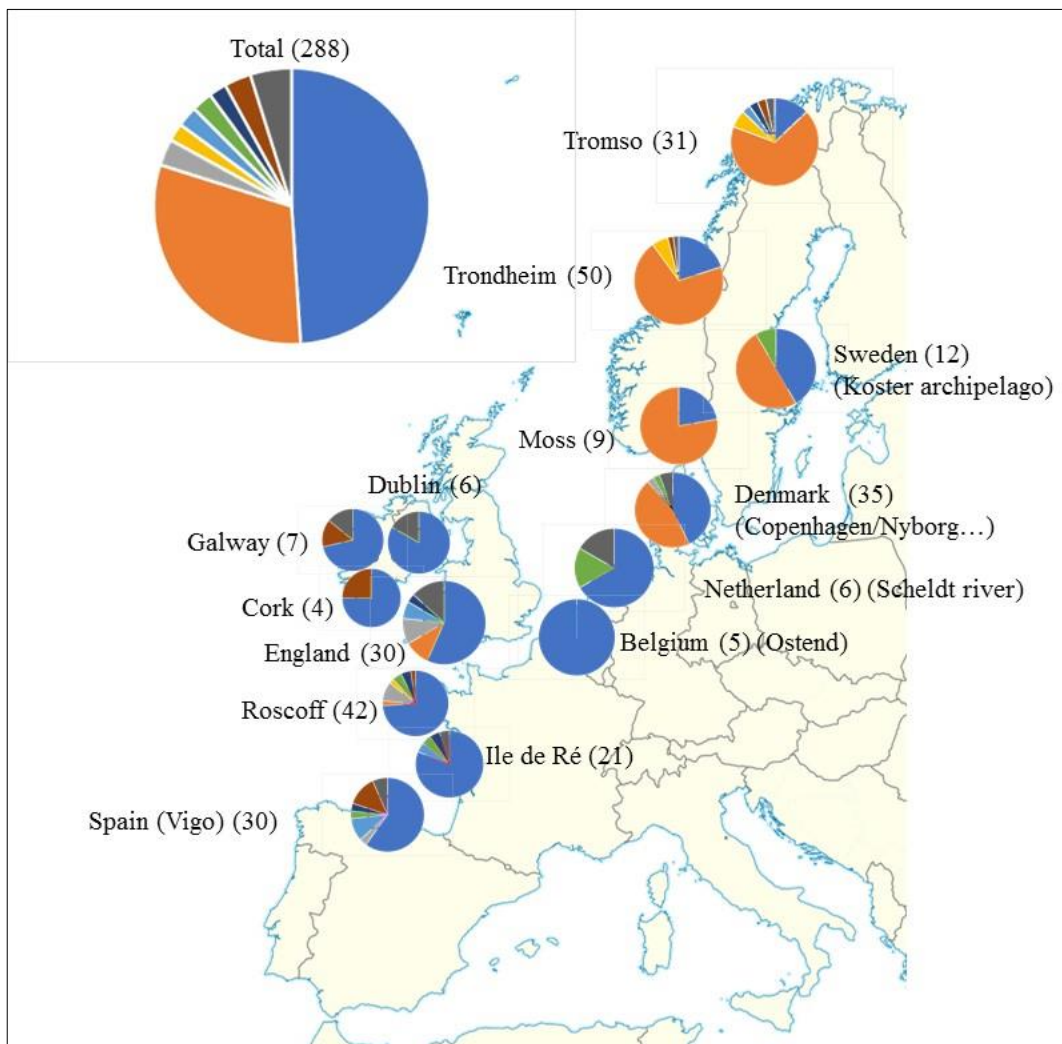 Total (288)
Tromso (31)
Trondheim (50)
Sweden (12)
(Koster archipelago)
Moss (9)
Dublin (6)
Denmark (35)
(Copenhagen/Nyborg…)
Galway (7)
Netherland (6) (Scheldt river)
Cork (4)
Belgium (5) (Ostend)
England (30)
Roscoff (42)
Ile de Ré (21)
Spain (Vigo) (30)